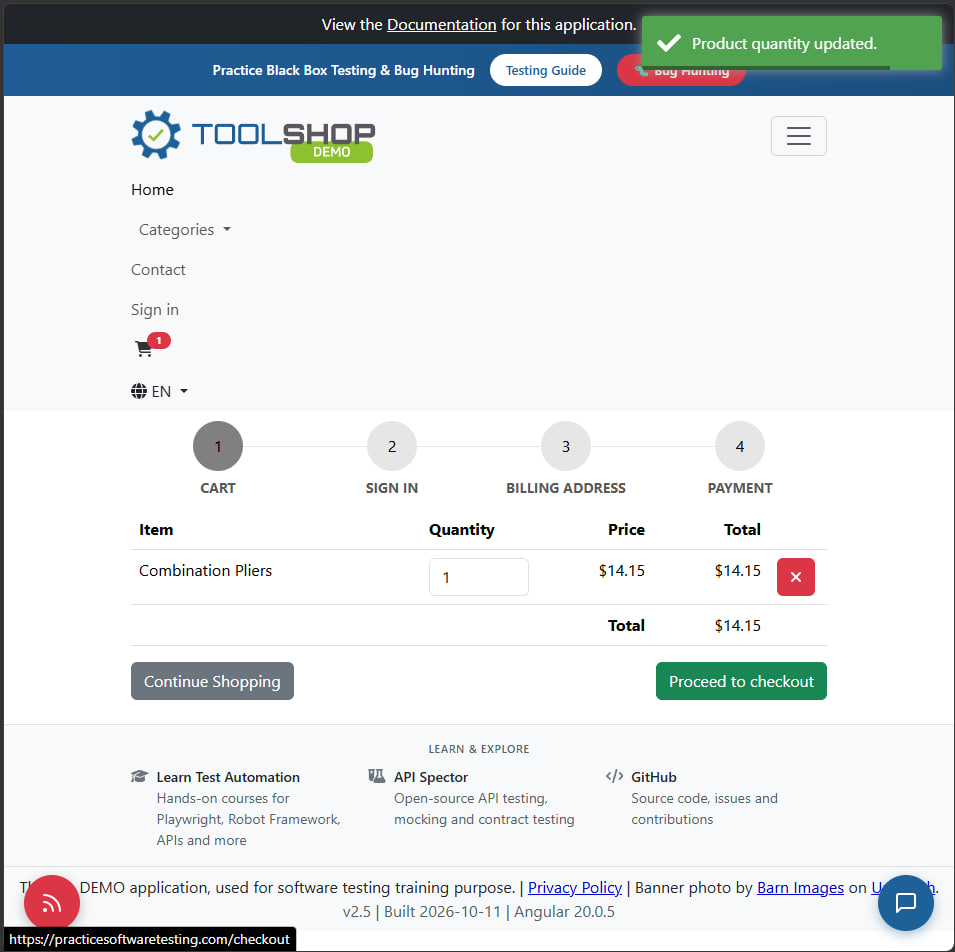 View the Documentation for this application.
Product quantity updated.
Practice Black Box Testing & Bug Hunting
Testing Guide
Bug Hunting
TOOLSHOP
DEMO
Home
Categories
Contact
Sign in
1
EN
1
2
3
4
CART
SIGN IN
BILLING ADDRESS
PAYMENT
Item Quantity Price Total
Combination Pliers 1 $14.15 $14.15
Total $14.15
Continue Shopping
Proceed to checkout
LEARN & EXPLORE
Learn Test Automation
Hands-on courses for
Playwright, Robot Framework,
APIs and more
API Spector
Open-source API testing,
mocking and contract testing
GitHub
Source code, issues and
contributions
DEMO application, used for software testing training purpose. | Privacy Policy | Banner photo by Barn Images on
v2.5 | Built 2026-10-11 | Angular 20.0.5
https://practicesoftwaretesting.com/checkout